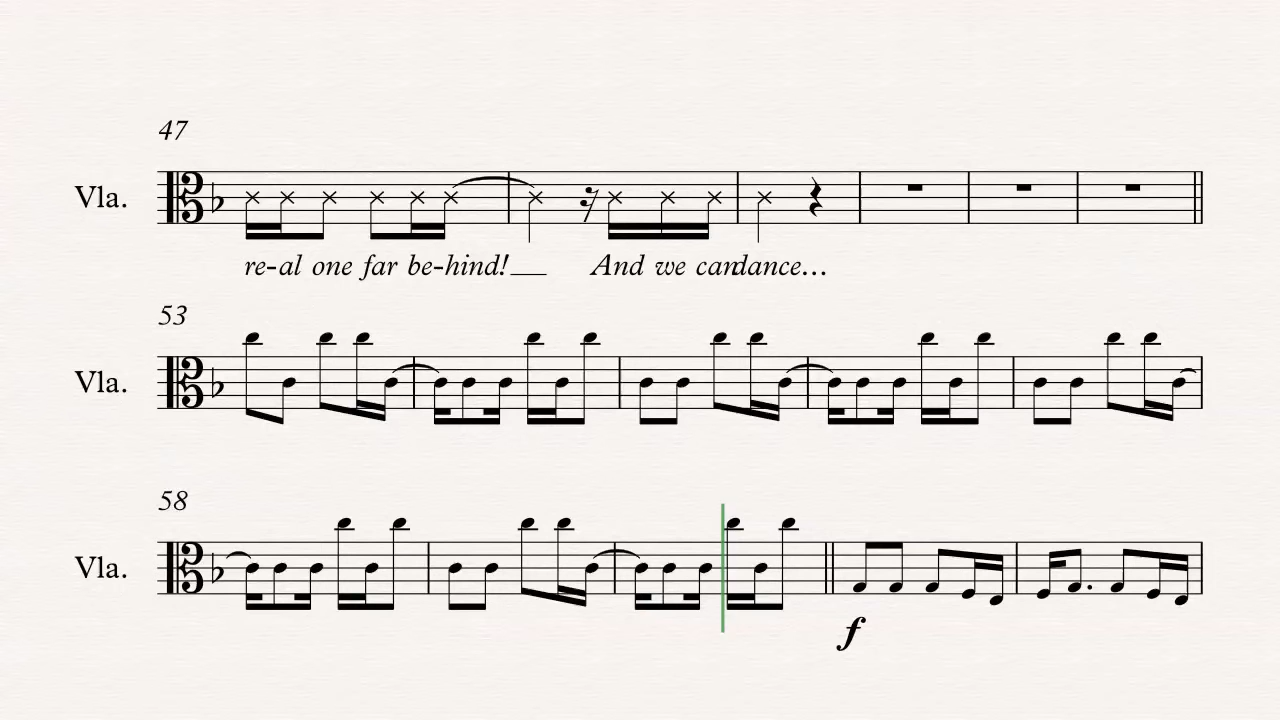 47
Vla.
re-al one far be-hind! And we can dance...
53
Vla.
58
Vla.
f